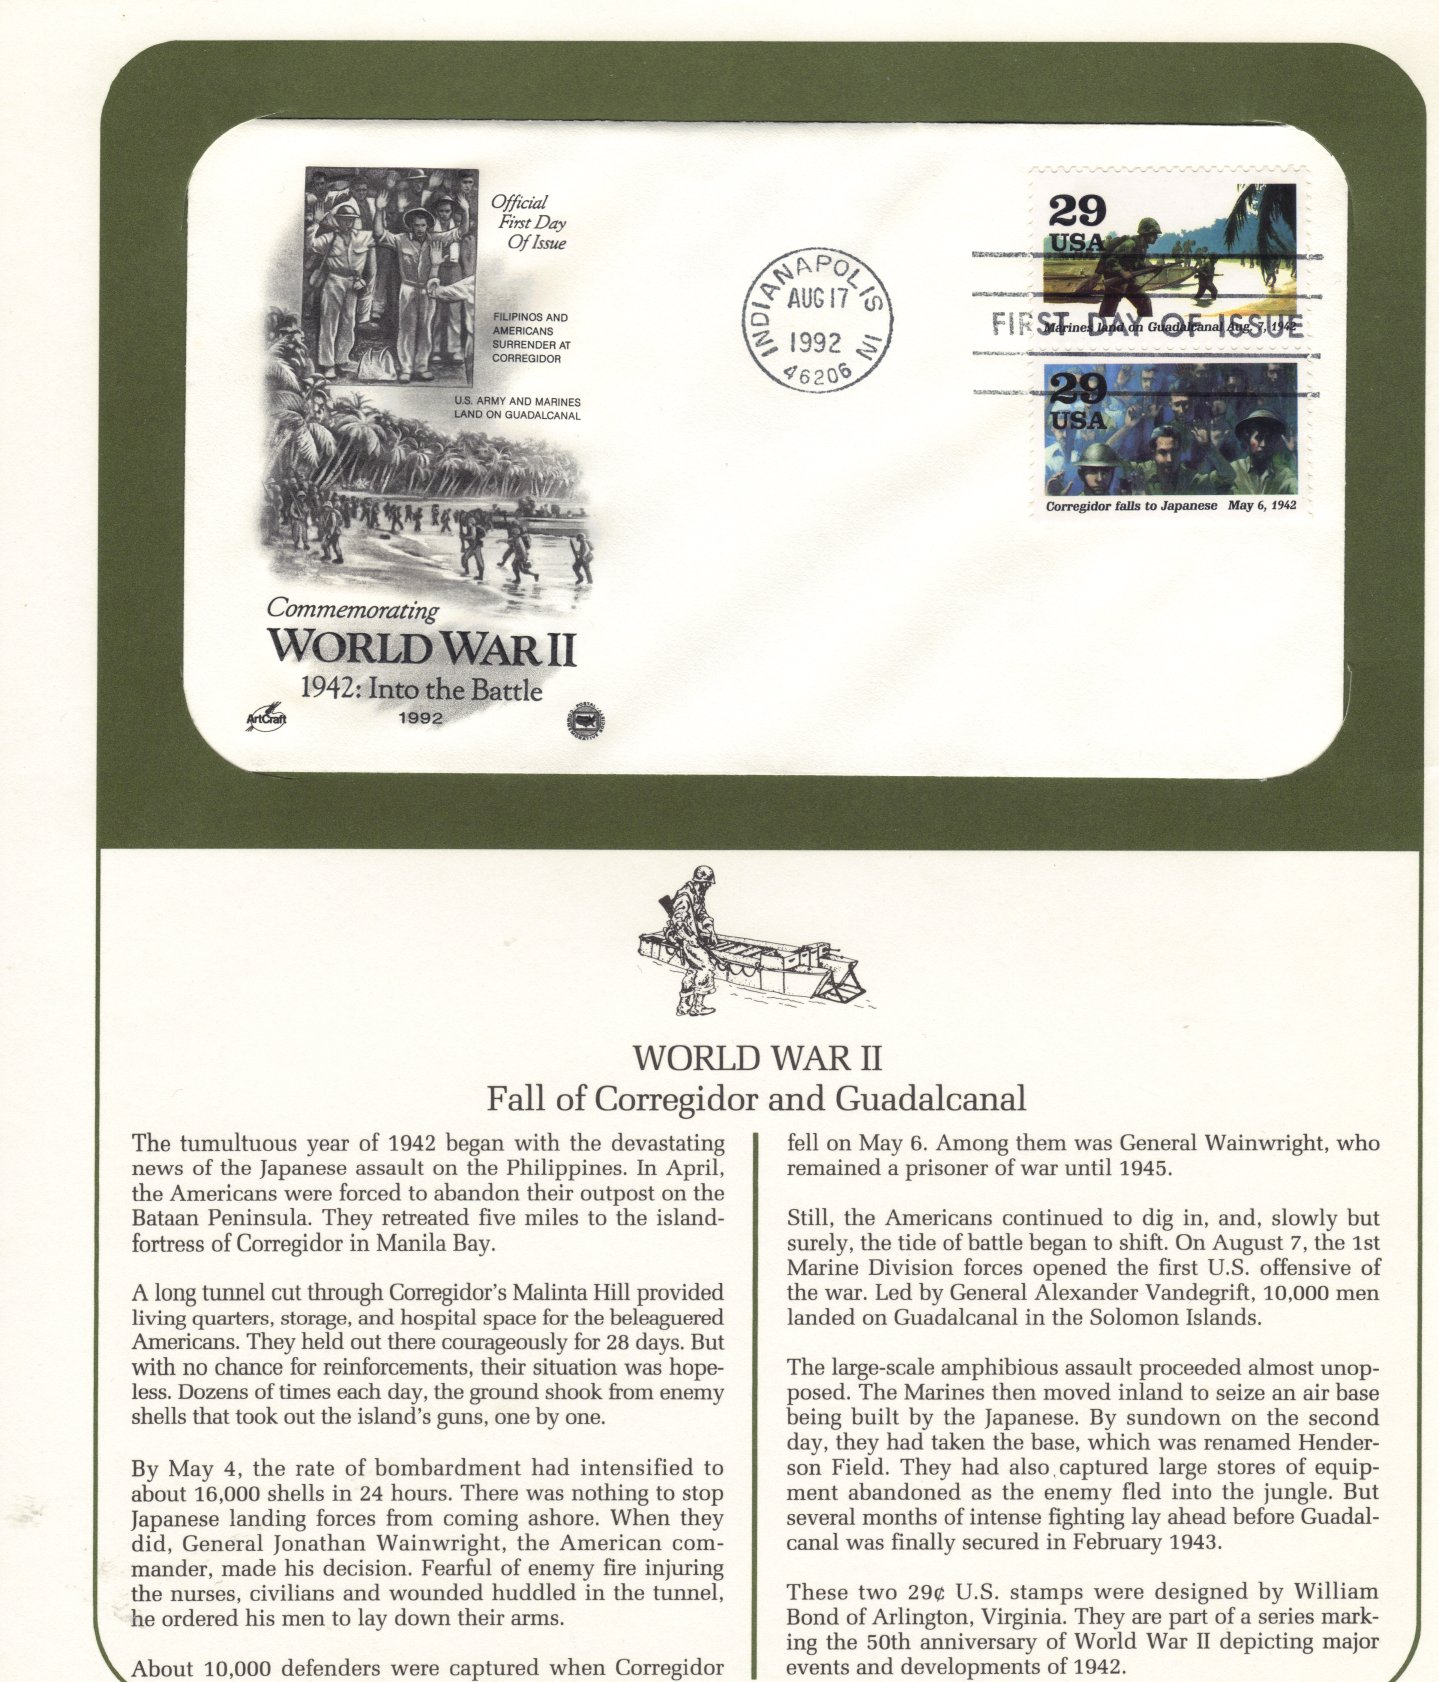 Official
First Day
Of Issue
FILIPINOS AND
AMERICANS
SURRENDER AT
CORREGIDOR
U.S. ARMY AND MARINES
LAND ON GUADALCANAL
Commemorating
WORLD WAR II
1942: Into the Battle
1992
ArtCraft
POSTAL COMMEMORATIVE SOCIETY
INDIANAPOLIS IN
AUG 17
1992
46206
29
USA
Marines land on Guadalcanal Aug. 7, 1942
FIRST DAY OF ISSUE
29
USA
Corregidor falls to Japanese May 6, 1942
WORLD WAR II
Fall of Corregidor and Guadalcanal
The tumultuous year of 1942 began with the devastating
news of the Japanese assault on the Philippines. In April,
the Americans were forced to abandon their outpost on the
Bataan Peninsula. They retreated five miles to the island-
fortress of Corregidor in Manila Bay.
A long tunnel cut through Corregidor's Malinta Hill provided
living quarters, storage, and hospital space for the beleaguered
Americans. They held out there courageously for 28 days. But
with no chance for reinforcements, their situation was hope-
less. Dozens of times each day, the ground shook from enemy
shells that took out the island's guns, one by one.
By May 4, the rate of bombardment had intensified to
about 16,000 shells in 24 hours. There was nothing to stop
Japanese landing forces from coming ashore. When they
did, General Jonathan Wainwright, the American com-
mander, made his decision. Fearful of enemy fire injuring
the nurses, civilians and wounded huddled in the tunnel,
he ordered his men to lay down their arms.
About 10,000 defenders were captured when Corregidor
fell on May 6. Among them was General Wainwright, who
remained a prisoner of war until 1945.
Still, the Americans continued to dig in, and, slowly but
surely, the tide of battle began to shift. On August 7, the 1st
Marine Division forces opened the first U.S. offensive of
the war. Led by General Alexander Vandegrift, 10,000 men
landed on Guadalcanal in the Solomon Islands.
The large-scale amphibious assault proceeded almost unop-
posed. The Marines then moved inland to seize an air base
being built by the Japanese. By sundown on the second
day, they had taken the base, which was renamed Hender-
son Field. They had also captured large stores of equip-
ment abandoned as the enemy fled into the jungle. But
several months of intense fighting lay ahead before Guadal-
canal was finally secured in February 1943.
These two 29¢ U.S. stamps were designed by William
Bond of Arlington, Virginia. They are part of a series mark-
ing the 50th anniversary of World War II depicting major
events and developments of 1942.